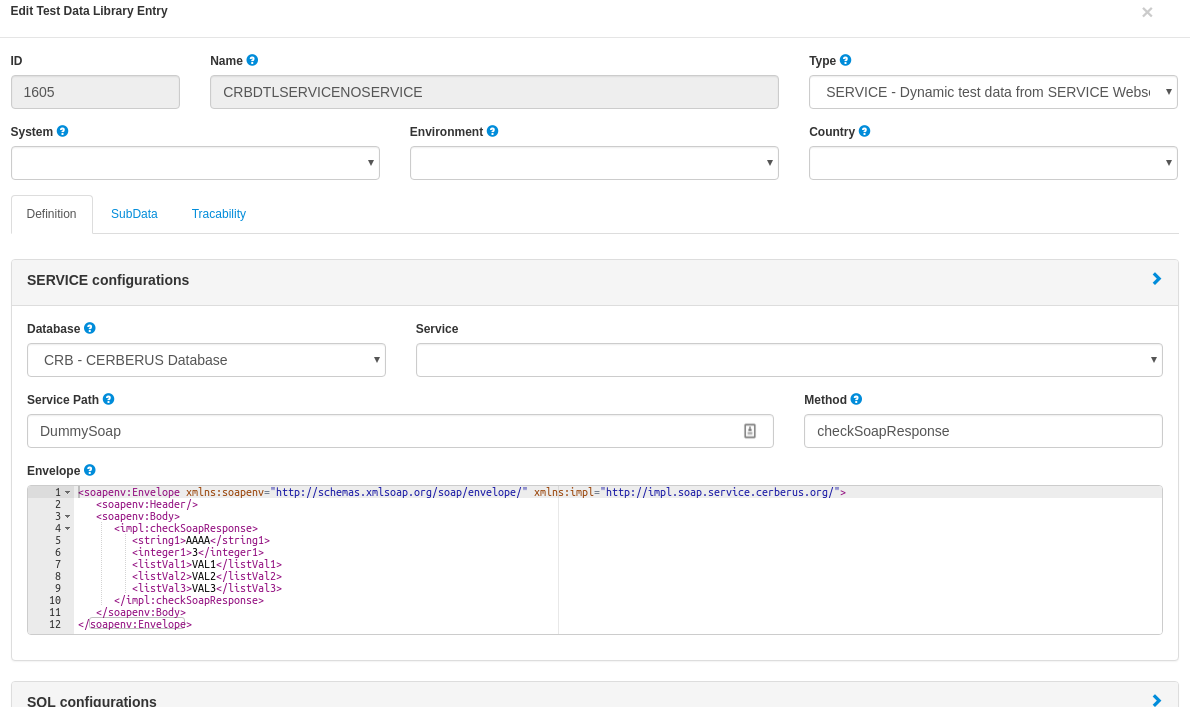 Edit Test Data Library Entry
×
ID
Name
Type
1605
CRBDTLSERVICENOSERVICE
SERVICE - Dynamic test data from SERVICE
System
Environment
Country
Definition
SubData
Tracability
SERVICE configurations
Database
Service
CRB - CERBERUS Database
Service Path
Method
DummySoap
checkSoapResponse
Envelope
1 <soapenv:Envelope xmlns:soapenv="http://schemas.xmlsoap.org/soap/envelope/" xmlns:impl="http://impl.soap.service.cerberus.org/">
2 <soapenv:Header/>
3 <soapenv:Body>
4 <impl:checkSoapResponse>
5 <string1>AAAA</string1>
6 <integer1>3</integer1>
7 <listVal1>VAL1</listVal1>
8 <listVal2>VAL2</listVal2>
9 <listVal3>VAL3</listVal3>
10 </impl:checkSoapResponse>
11 </soapenv:Body>
12 </soapenv:Envelope>
SQL configurations